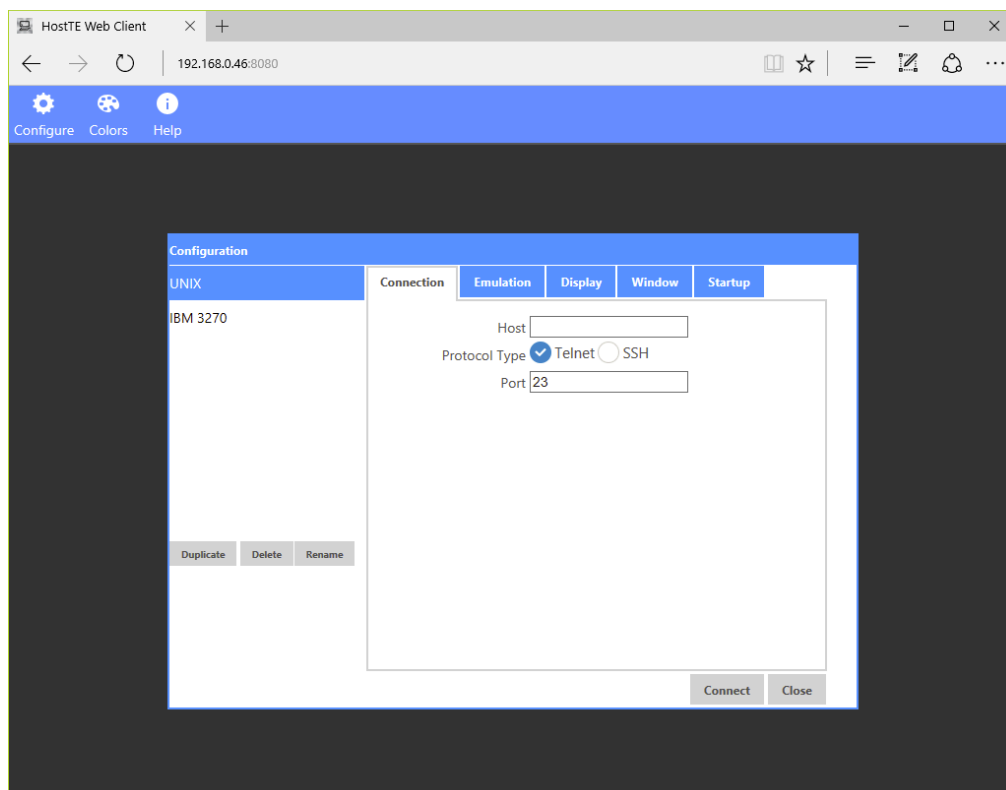 HostTE Web Client
192.168.0.46:8080
Configure Colors Help
Configuration
UNIX
IBM 3270
Connection Emulation Display Window Startup
Host
Protocol Type Telnet SSH
Port 23
Duplicate Delete Rename
Connect Close